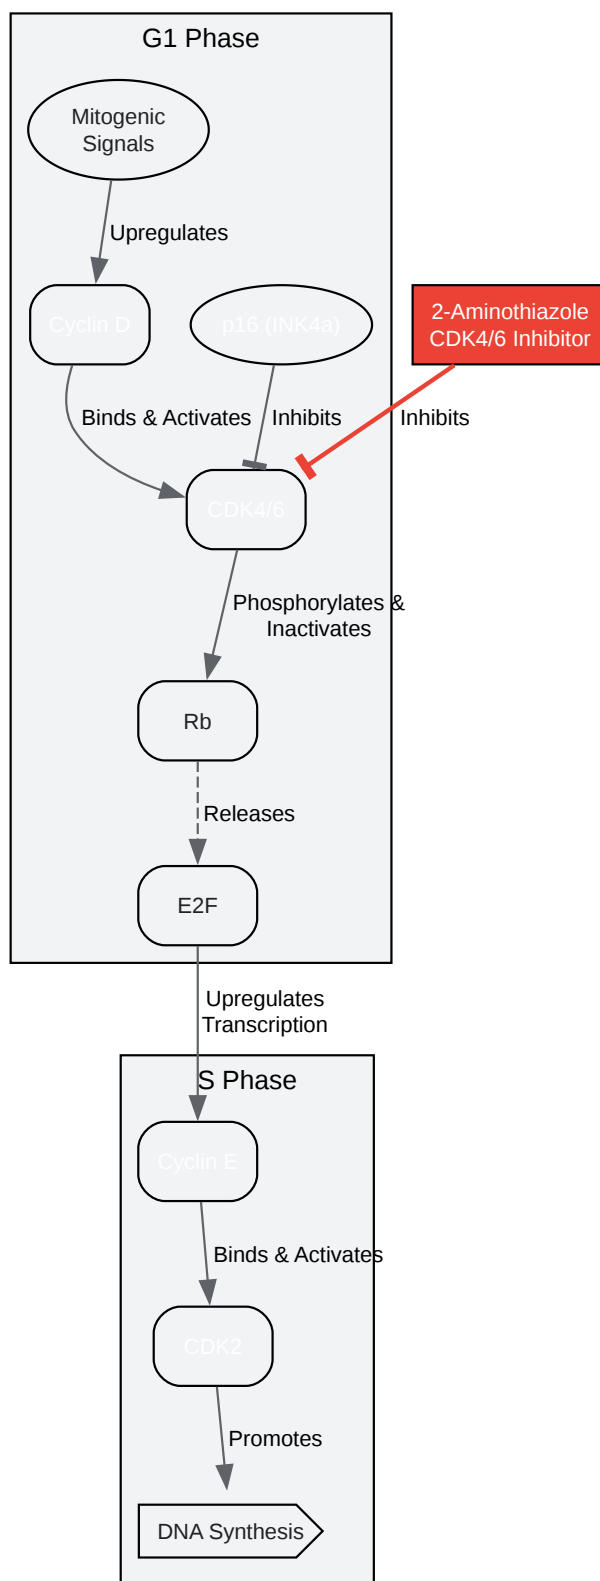 G1 Phase
Mitogenic
Signals
Upregulates
Cyclin D
p16 (INK4a)
2-Aminothiazole
CDK4/6 Inhibitor
Binds & Activates
Inhibits
Inhibits
CDK4/6
Phosphorylates &
Inactivates
Rb
Releases
E2F
Upregulates
Transcription
S Phase
Cyclin E
Binds & Activates
CDK2
Promotes
DNA Synthesis